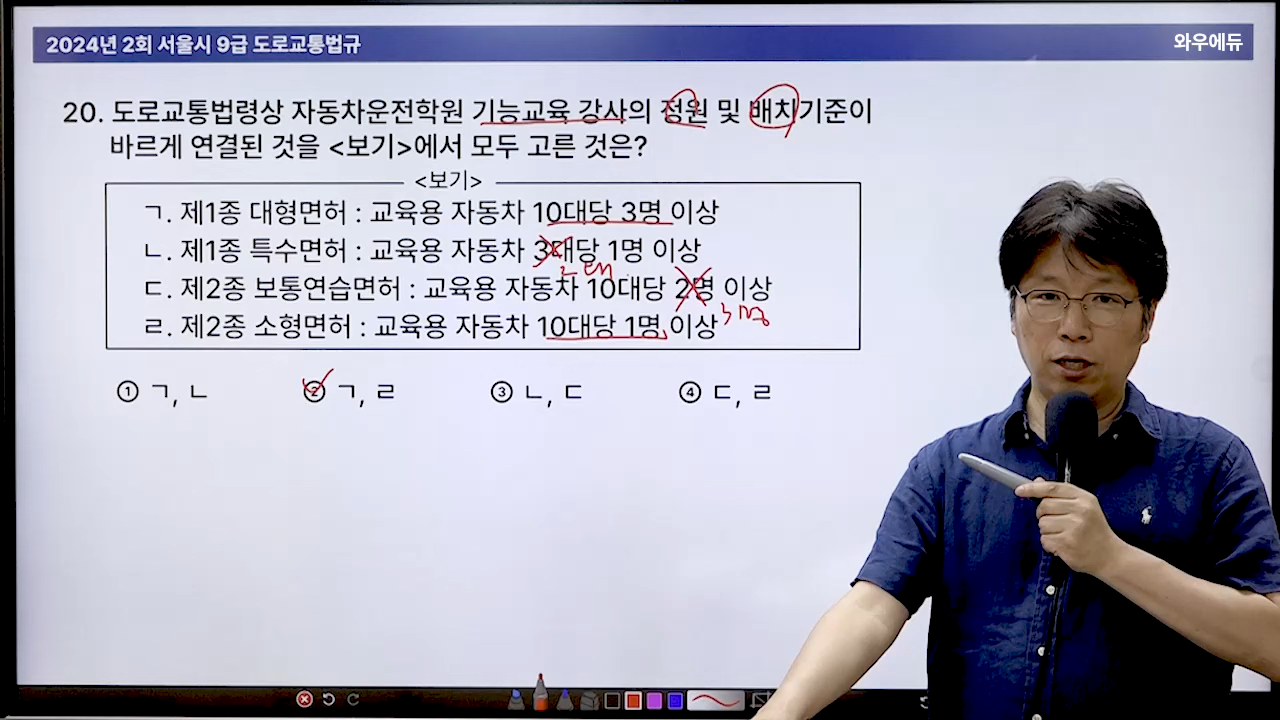 2024년 2회 서울시 9급 도로교통법규
와우에듀
20. 도로교통법령상 자동차운전학원 기능교육 강사의 정원 및 배치기준이
바르게 연결된 것을 <보기>에서 모두 고른 것은?
<보기>
ㄱ. 제1종 대형면허 : 교육용 자동차 10대당 3명 이상
ㄴ. 제1종 특수면허 : 교육용 자동차 3대당 1명 이상
2대
ㄷ. 제2종 보통연습면허 : 교육용 자동차 10대당 2명 이상
ㄹ. 제2종 소형면허 : 교육용 자동차 10대당 1명 이상
5명
① ㄱ, ㄴ ② ㄱ, ㄹ ③ ㄴ, ㄷ ④ ㄷ, ㄹ